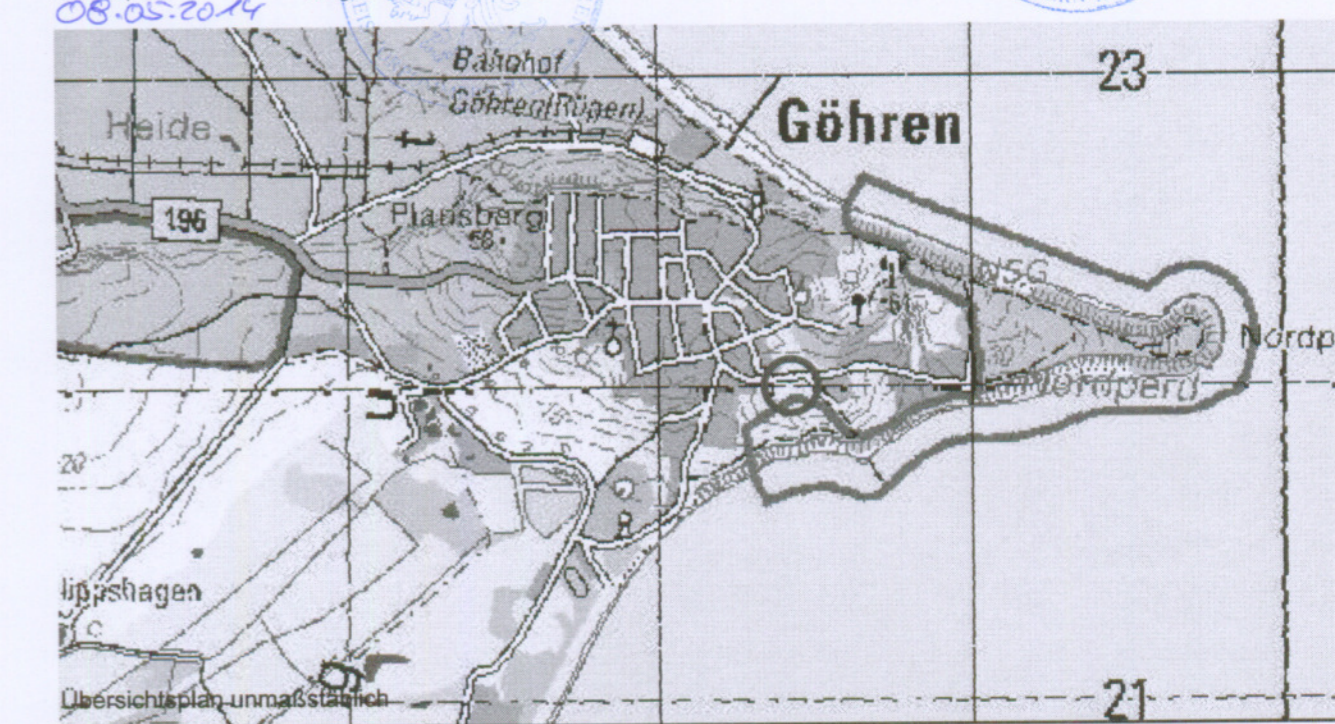 08.05.2014
Bahnhof
Göhren(Rügen)
23
Göhren
Heide
196
Plansberg
58
NSG
Nordp
Nordperd
20
lippshagen
Übersichtsplan unmaßstäblich
21